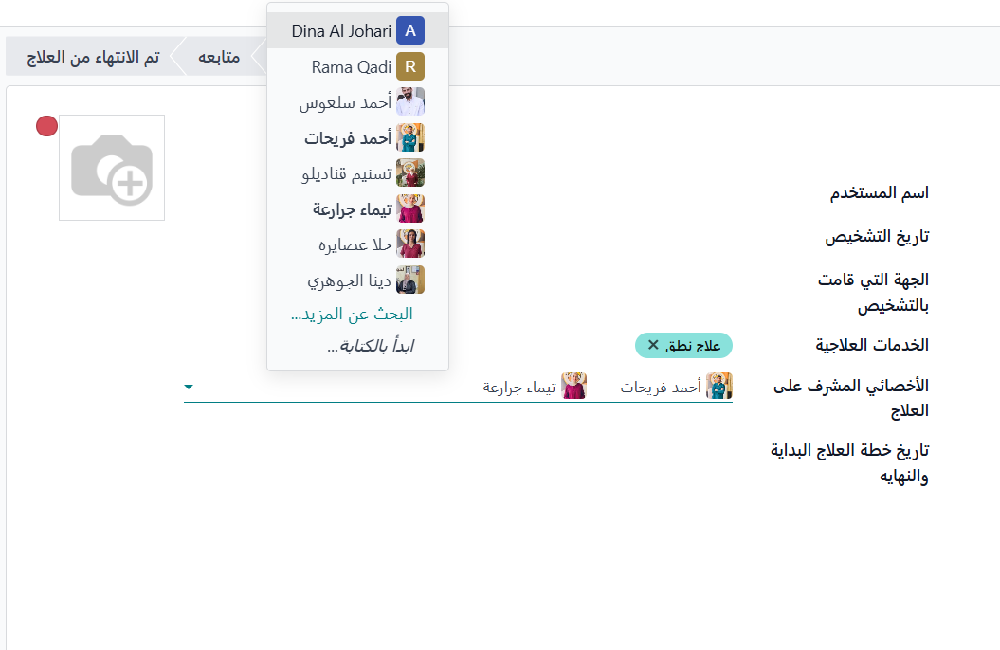 متابعه
تم الانتهاء من العلاج
Dina Al Johari A
Rama Qadi R
أحمد سلعوس
أحمد فريحات
تسنيم قناديلو
تيماء جرارعة
حلا عصايره
دينا الجوهري
البحث عن المزيد...
ابدأ بالكتابة...
اسم المستخدم
تاريخ التشخيص
الجهة التي قامت
بالتشخيص
الخدمات العلاجية
علاج نطق ×
الأخصائي المشرف على
العلاج
أحمد فريحات تيماء جرارعة
تاريخ خطة العلاج البداية
والنهايه